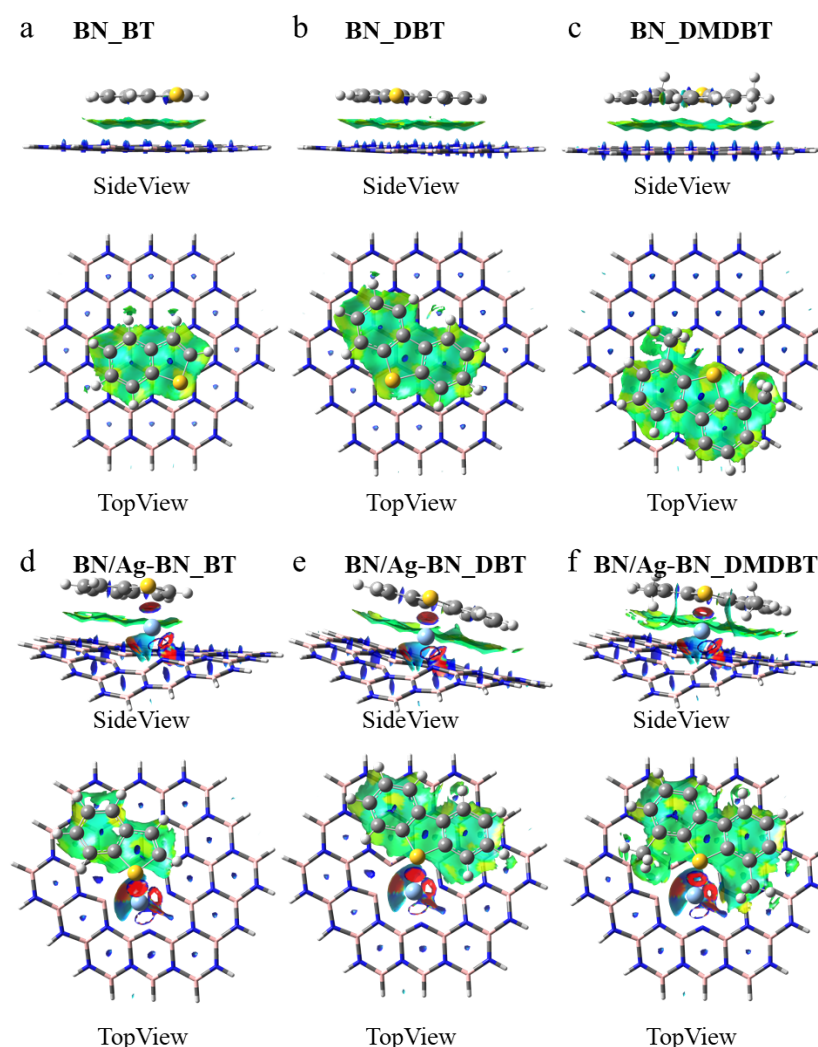 a BN_BT b BN_DBT c BN_DMDBT
SideView SideView SideView
TopView TopView TopView
d BN/Ag-BN_BT e BN/Ag-BN_DBT f BN/Ag-BN_DMDBT
SideView SideView SideView
TopView TopView TopView